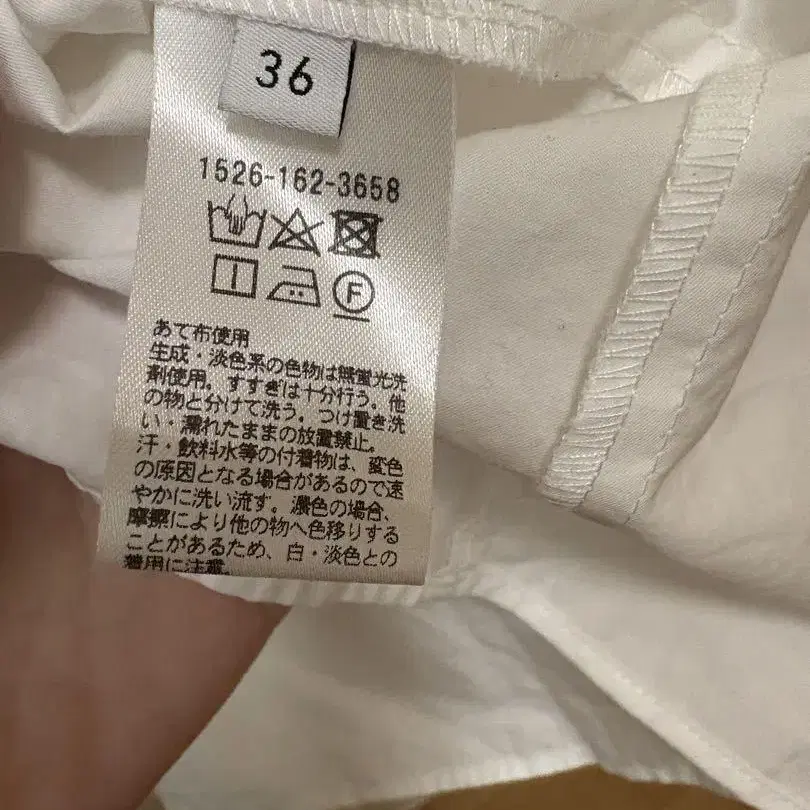 36
1526-162-3658
F
あて布使用
生成・淡色系の色物は無蛍光洗
剤使用。すすぎは十分行う。他
の物と分けて洗う。つけ置き洗
い・濡れたままの放置禁止。
汗・飲料水等の付着物は、変色
の原因となる場合があるので速
やかに洗い流す。濃色の場合、
摩擦により他の物へ色移りする
ことがあるため、白・淡色との
着用に注意。